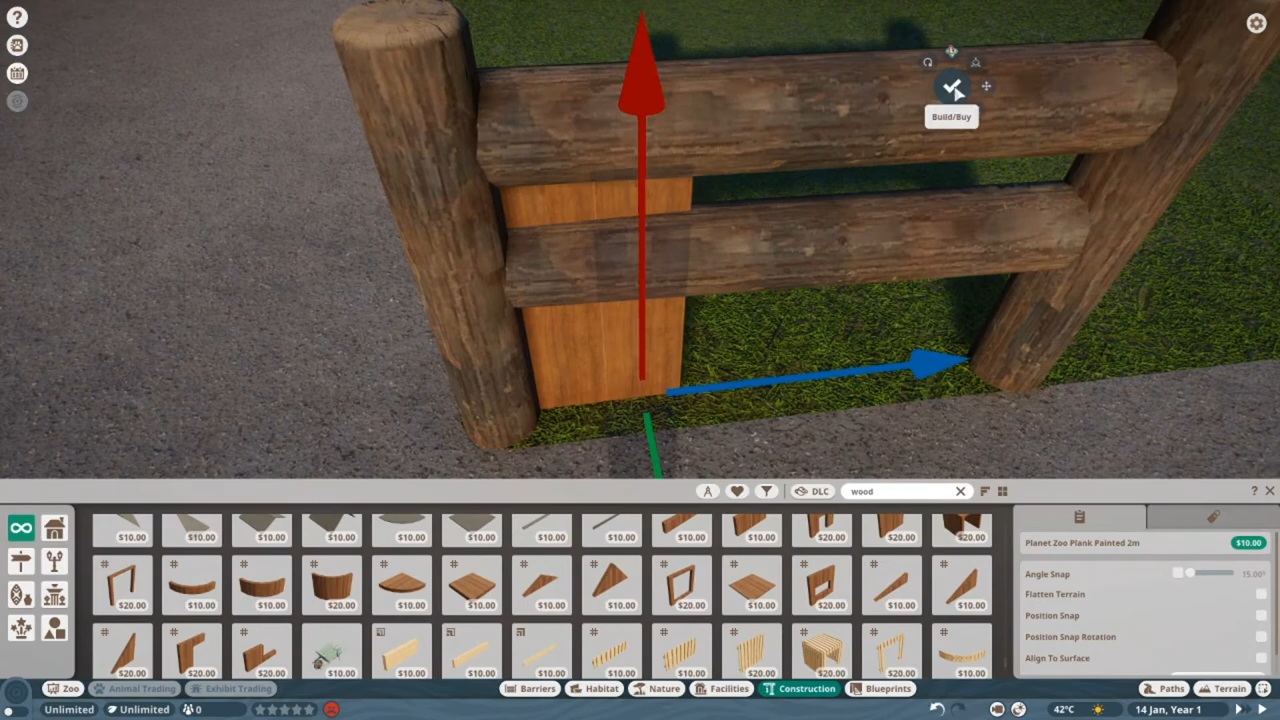 ?
Build/Buy
DLC
wood
?
$10.00 $10.00 $10.00 $10.00 $10.00 $10.00 $10.00 $10.00 $10.00 $20.00 $20.00 $20.00 $20.00
Planet Zoo Plank Painted 2m $10.00
Angle Snap 15.00°
Flatten Terrain
Position Snap
Position Snap Rotation
Align To Surface
$20.00 $10.00 $10.00 $20.00 $10.00 $10.00 $10.00 $10.00 $20.00 $10.00 $20.00 $10.00 $10.00
$20.00 $20.00 $20.00 $10.00 $10.00 $10.00 $10.00 $10.00 $10.00 $20.00 $20.00 $20.00 $10.00
Zoo Animal Trading Exhibit Trading Barriers Habitat Nature Facilities Construction Blueprints Paths Terrain
Unlimited Unlimited 0 42°C 14 Jan, Year 1